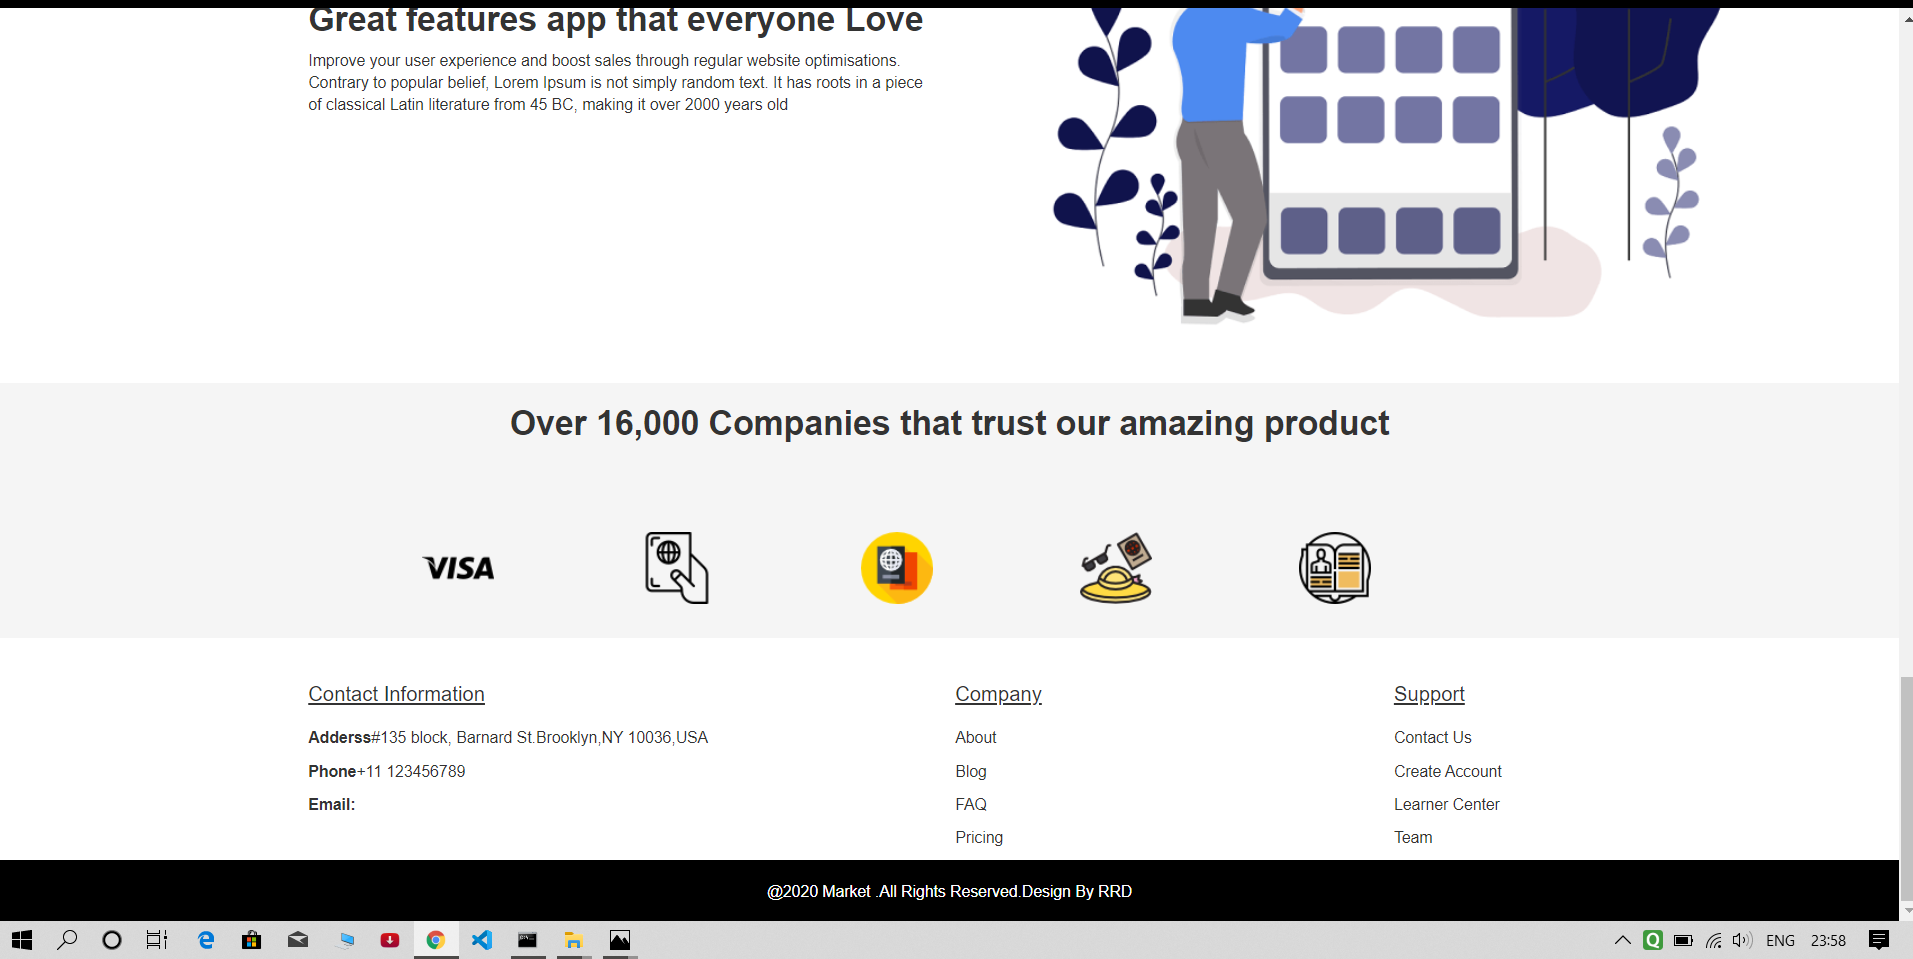 Great features app that everyone Love
Improve your user experience and boost sales through regular website optimisations.
Contrary to popular belief, Lorem Ipsum is not simply random text. It has roots in a piece
of classical Latin literature from 45 BC, making it over 2000 years old
Over 16,000 Companies that trust our amazing product
VISA
Contact Information
Adderss#135 block, Barnard St.Brooklyn,NY 10036,USA
Phone+11 123456789
Email:
Company
About
Blog
FAQ
Pricing
Support
Contact Us
Create Account
Learner Center
Team
@2020 Market .All Rights Reserved.Design By RRD
ENG
23:58